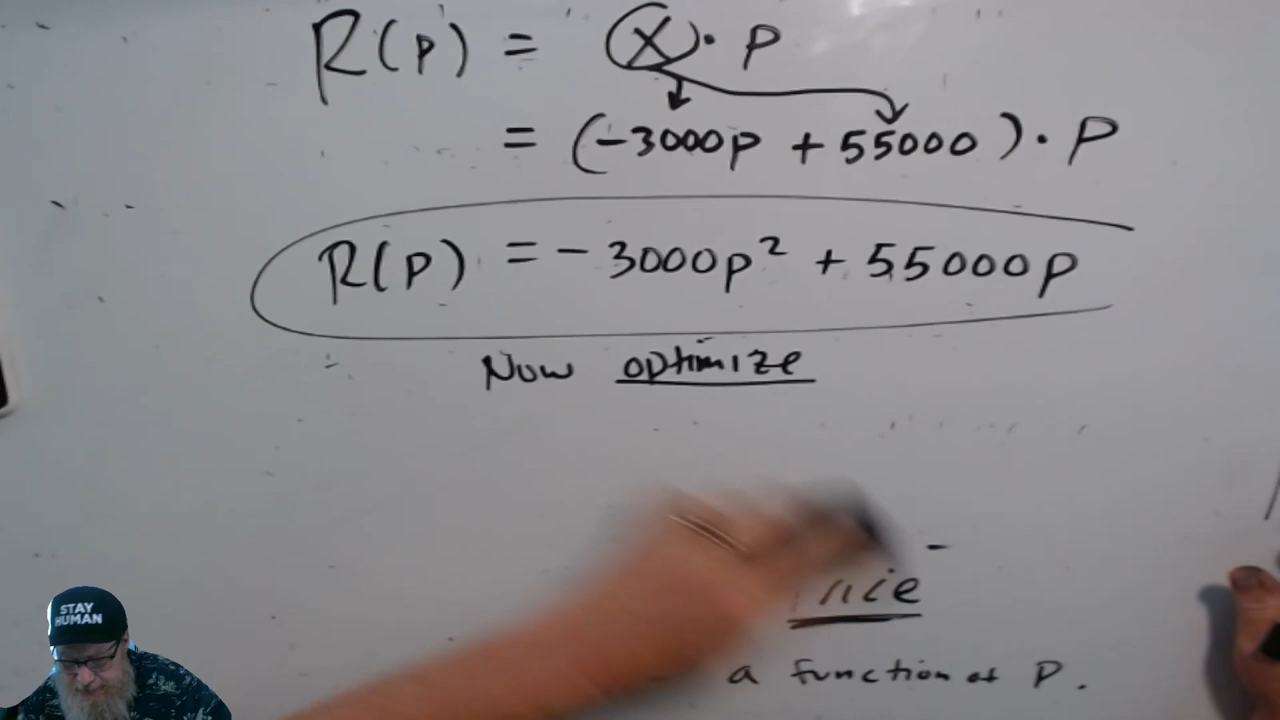 R(p) = (x) · p
= (-3000p + 55000) · p
R(p) = -3000p² + 55000p
Now optimize
a function of p.
STAY
HUMAN